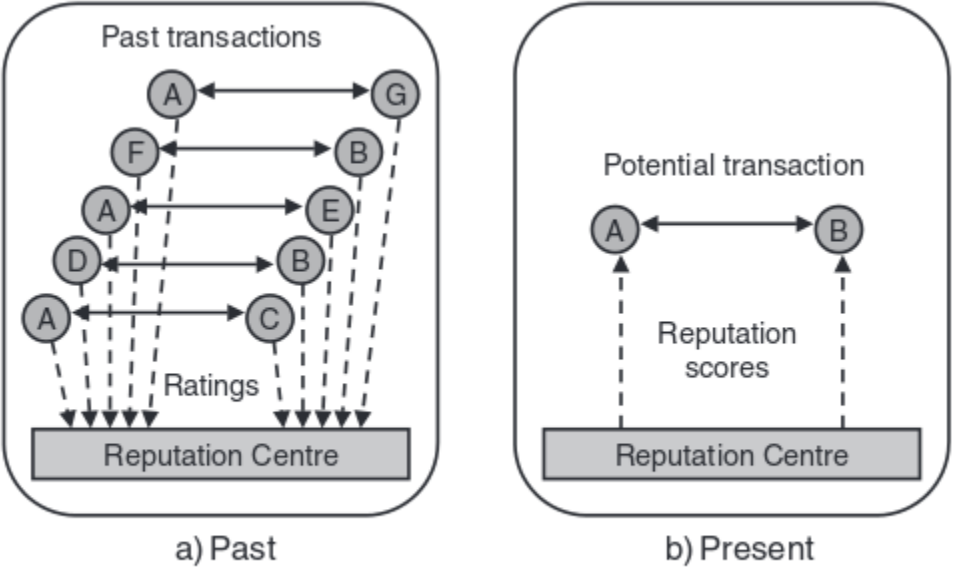 Past transactions
A
G
F
B
A
E
D
B
A
C
Ratings
Reputation Centre
a) Past
Potential transaction
A
B
Reputation
scores
Reputation Centre
b) Present